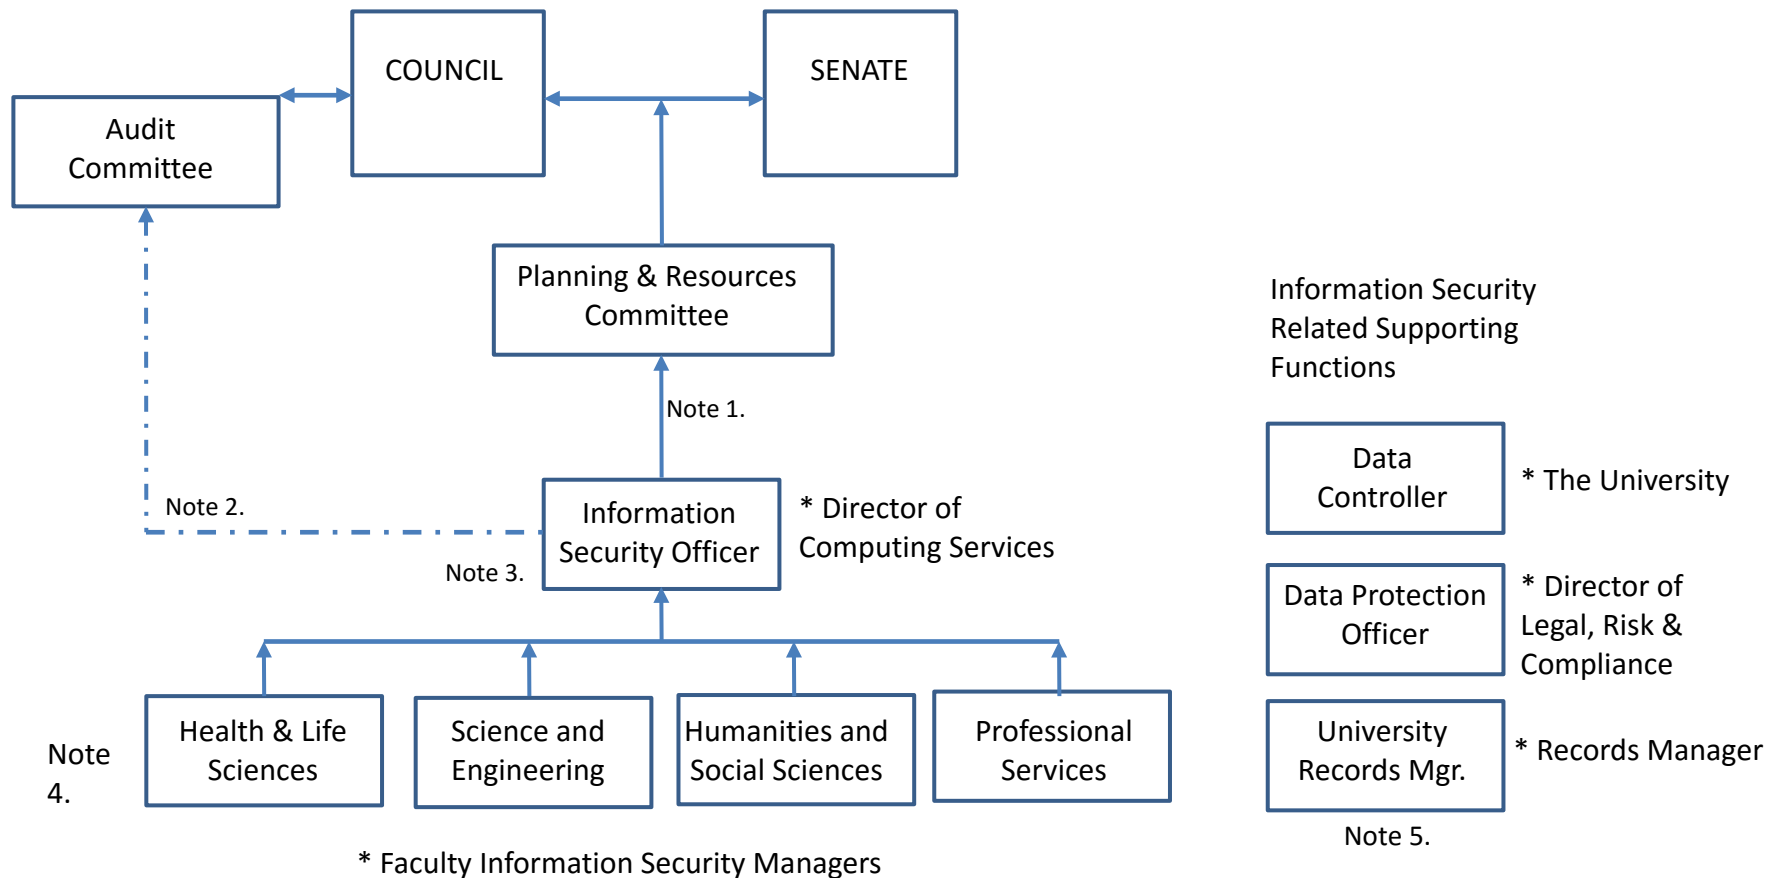 COUNCIL
SENATE
Audit
Committee
Planning & Resources
Committee
Note 1.
Note 2.
Information
Security Officer
* Director of
Computing Services
Note 3.
Health & Life
Sciences
Science and
Engineering
Humanities and
Social Sciences
Professional
Services
Note
4.
* Faculty Information Security Managers
Information Security
Related Supporting
Functions
Data
Controller
* The University
Data Protection
Officer
* Director of
Legal, Risk &
Compliance
University
Records Mgr.
* Records Manager
Note 5.